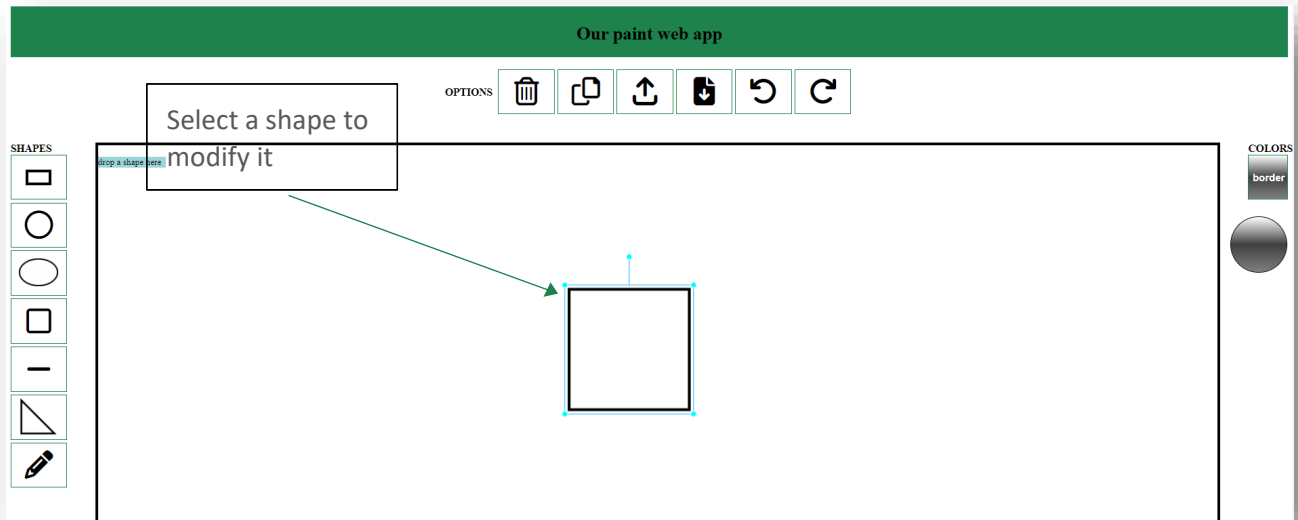 Our paint web app
OPTIONS
Select a shape to
modify it
SHAPES
drop a shape here
COLORS
border